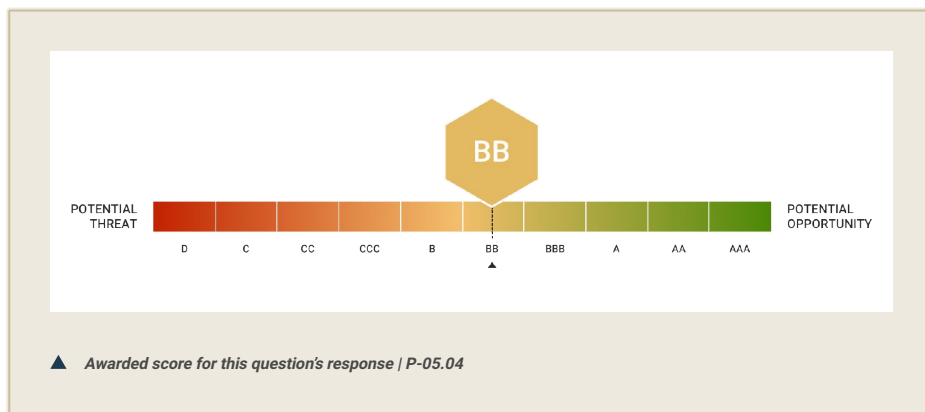 BB
POTENTIAL
THREAT
POTENTIAL
OPPORTUNITY
D C CC CCC B BB BBB A AA AAA
Awarded score for this question's response | P-05.04